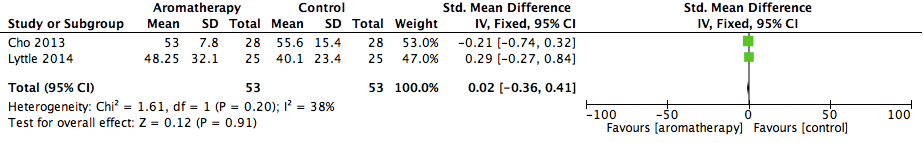 Aromatherapy Control Std. Mean Difference Std. Mean Difference
Study or Subgroup Mean SD Total Mean SD Total Weight IV, Fixed, 95% CI IV, Fixed, 95% CI
Cho 2013 53 7.8 28 55.6 15.4 28 53.0% −0.21 [−0.74, 0.32]
Lyttle 2014 48.25 32.1 25 40.1 23.4 25 47.0% 0.29 [−0.27, 0.84]
Total (95% CI) 53 53 100.0% 0.02 [−0.36, 0.41]
Heterogeneity: Chi² = 1.61, df = 1 (P = 0.20); I² = 38%
Test for overall effect: Z = 0.12 (P = 0.91)
−100 −50 0 50 100
Favours [aromatherapy] Favours [control]